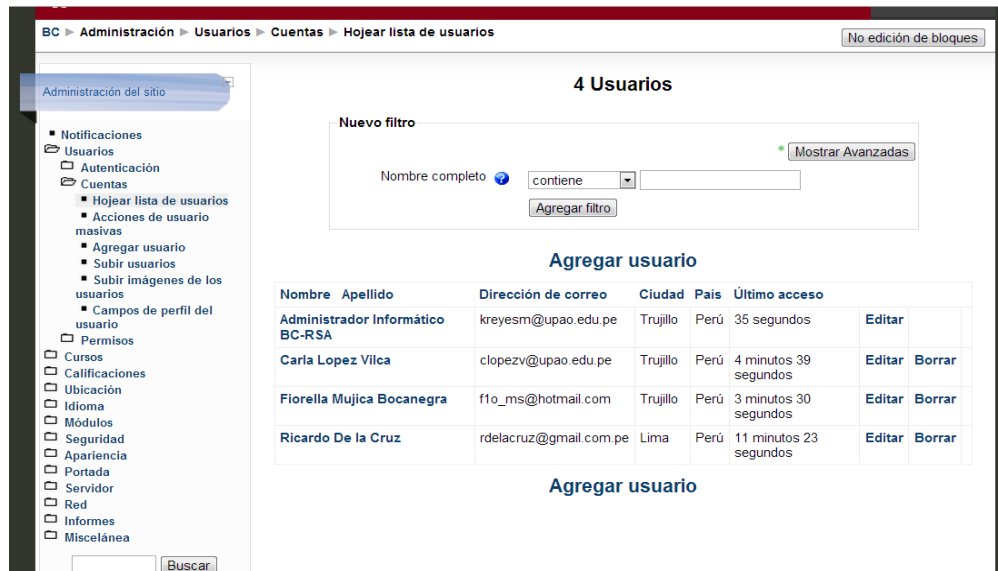 BC ► Administración ► Usuarios ► Cuentas ► Hojear lista de usuarios
No edición de bloques
Administración del sitio
Notificaciones
Usuarios
Autenticación
Cuentas
Hojear lista de usuarios
Acciones de usuario
masivas
Agregar usuario
Subir usuarios
Subir imágenes de los
usuarios
Campos de perfil del
usuario
Permisos
Cursos
Calificaciones
Ubicación
Idioma
Módulos
Seguridad
Apariencia
Portada
Servidor
Red
Informes
Miscelánea
Buscar
4 Usuarios
Nuevo filtro
* Mostrar Avanzadas
Nombre completo ? contiene
Agregar filtro
Agregar usuario
Nombre Apellido Dirección de correo Ciudad País Último acceso
Administrador Informático kreyesm@upao.edu.pe Trujillo Perú 35 segundos Editar
BC-RSA
Carla Lopez Vilca clopezv@upao.edu.pe Trujillo Perú 4 minutos 39 Editar Borrar
segundos
Fiorella Mujica Bocanegra f1o_ms@hotmail.com Trujillo Perú 3 minutos 30 Editar Borrar
segundos
Ricardo De la Cruz rdelacruz@gmail.com.pe Lima Perú 11 minutos 23 Editar Borrar
segundos
Agregar usuario